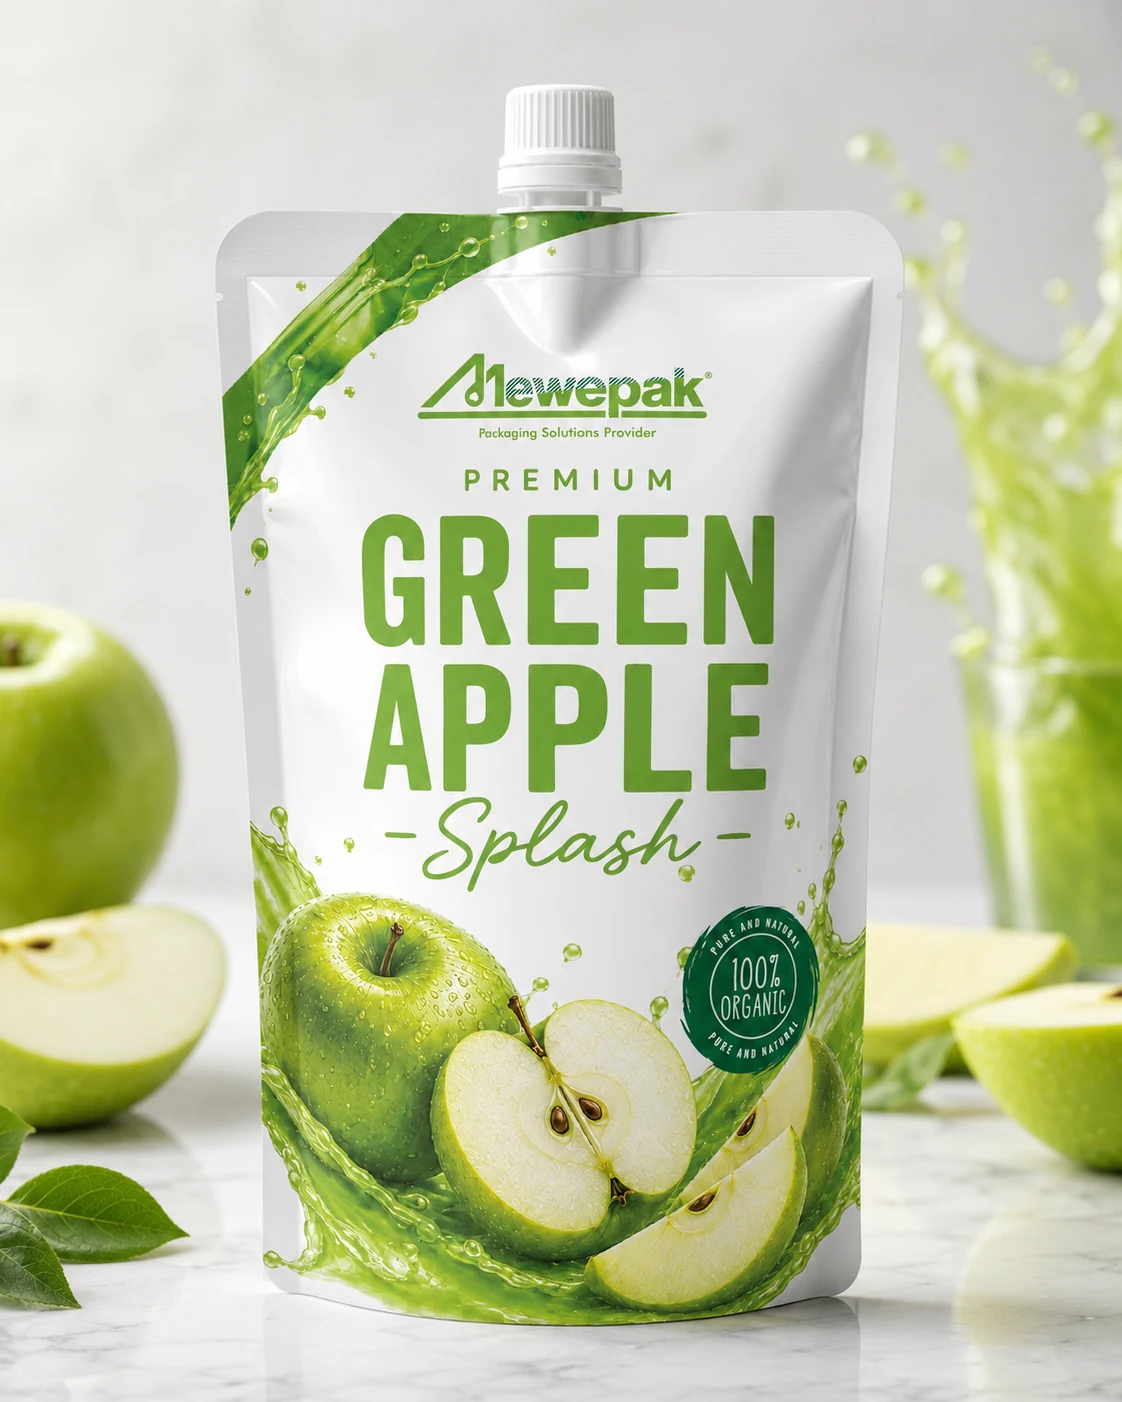 Mewepak®
Packaging Solutions Provider
PREMIUM
GREEN
APPLE
-Splash-
PURE AND NATURAL
100%
ORGANIC
PURE AND NATURAL